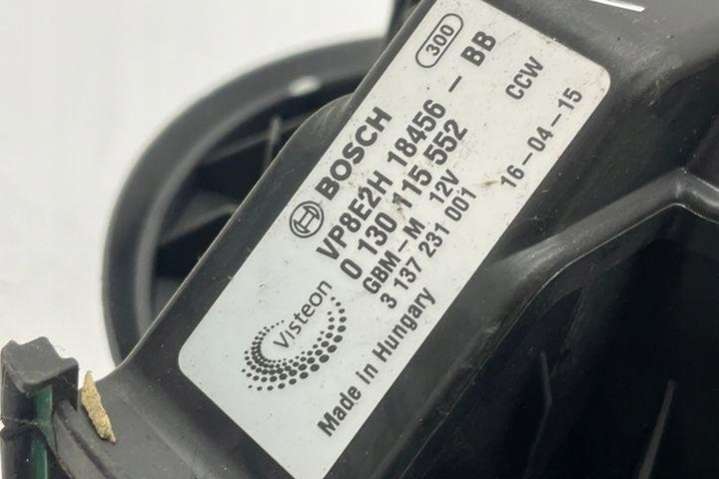 300
BOSCH
VP8E2H 18456 - BB
0 130 115 552
GBM-M 12V CCW
3 137 231 001 16-04-15
Visteon
Made in Hungary